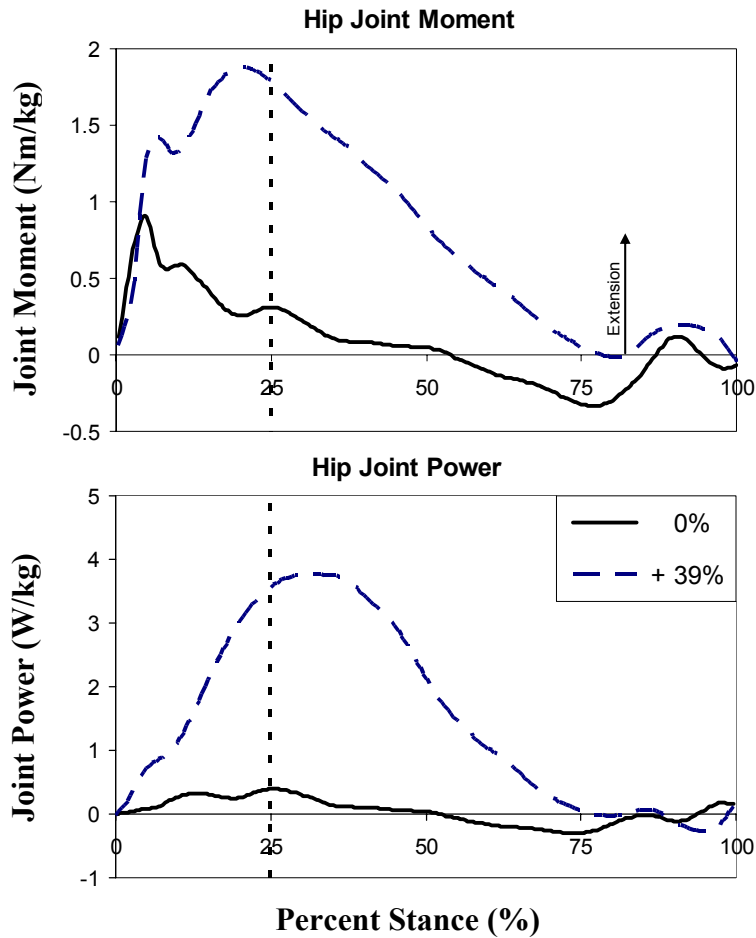 Hip Joint Moment
Joint Moment (Nm/kg)
2
1.5
1
0.5
0
-0.5
Extension
0 25 50 75 100
Hip Joint Power
Joint Power (W/kg)
5
4
3
2
1
0
-1
0%
+ 39%
0 25 50 75 100
Percent Stance (%)